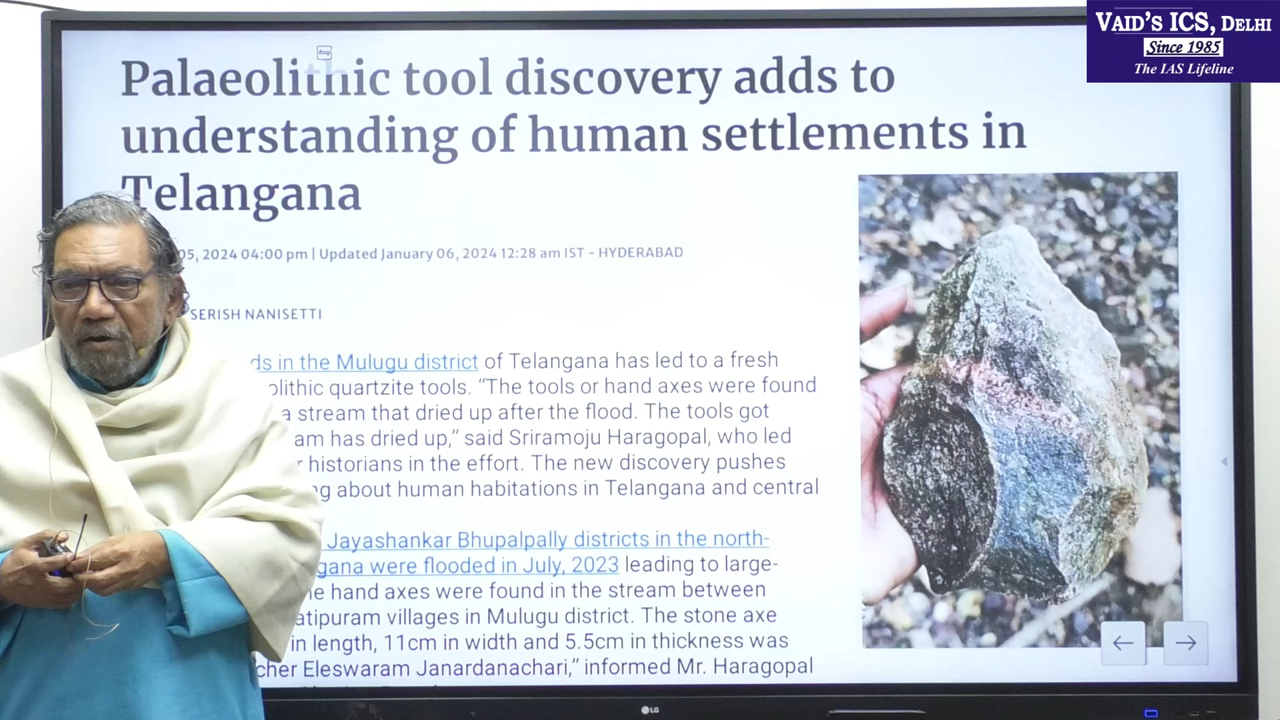 VAID'S ICS, DELHI
Since 1985
The IAS Lifeline
Palaeolithic tool discovery adds to
understanding of human settlements in
Telangana
05, 2024 04:00 pm | Updated January 06, 2024 12:28 am IST - HYDERABAD
SERISH NANISETTI
ds in the Mulugu district of Telangana has led to a fresh
olithic quartzite tools. “The tools or hand axes were found
a stream that dried up after the flood. The tools got
am has dried up,” said Sriramoju Haragopal, who led
r historians in the effort. The new discovery pushes
g about human habitations in Telangana and central
Jayashankar Bhupalpally districts in the north-
gana were flooded in July, 2023 leading to large-
e hand axes were found in the stream between
atipuram villages in Mulugu district. The stone axe
in length, 11cm in width and 5.5cm in thickness was
cher Eleswaram Janardanachari,” informed Mr. Haragopal
LG